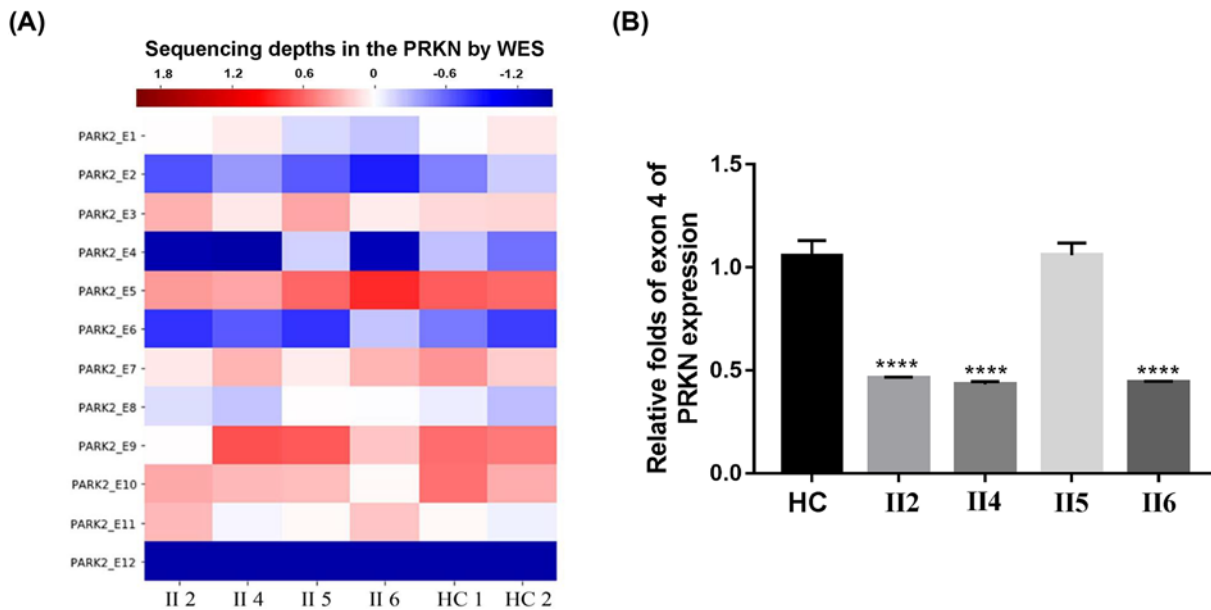 (A)
Sequencing depths in the PRKN by WES
1.8 1.2 0.6 0 -0.6 -1.2
PARK2_E1
PARK2_E2
PARK2_E3
PARK2_E4
PARK2_E5
PARK2_E6
PARK2_E7
PARK2_E8
PARK2_E9
PARK2_E10
PARK2_E11
PARK2_E12
II 2 II 4 II 5 II 6 HC 1 HC 2
(B)
Relative folds of exon 4 of
PRKN expression
1.5
1.0
0.5
0.0
**** **** ****
HC II2 II4 II5 II6